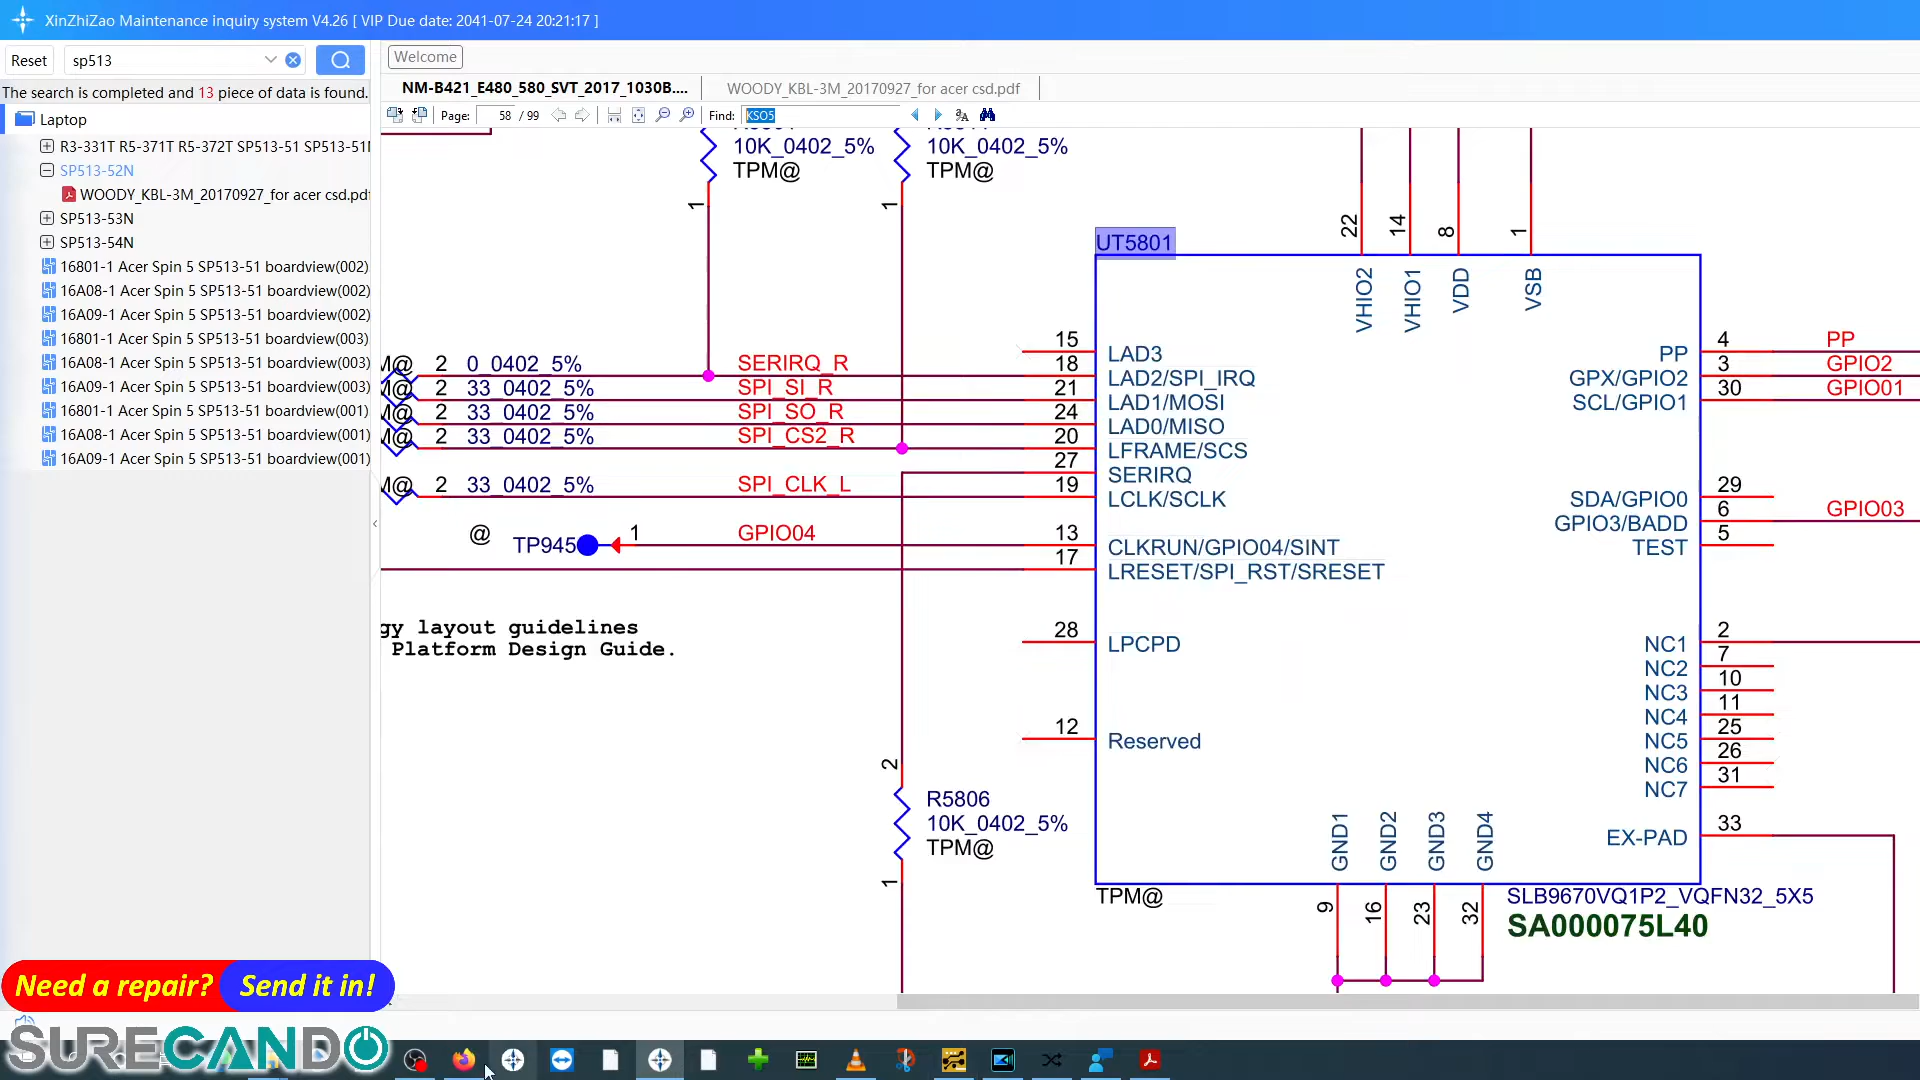 XinZhiZao Maintenance inquiry system V4.26 [ VIP Due date: 2041-07-24 20:21:17 ]
Reset
sp513
Welcome
The search is completed and 13 piece of data is found.
NM-B421_E480_580_SVT_2017_1030B....
WOODY_KBL-3M_20170927_for acer csd.pdf
Page: 58 / 99
Find: KSO5
Laptop
R3-331T R5-371T R5-372T SP513-51 SP513-51I
SP513-52N
WOODY_KBL-3M_20170927_for acer csd.pdf
SP513-53N
SP513-54N
16801-1 Acer Spin 5 SP513-51 boardview(002)
16A08-1 Acer Spin 5 SP513-51 boardview(002)
16A09-1 Acer Spin 5 SP513-51 boardview(002)
16801-1 Acer Spin 5 SP513-51 boardview(003)
16A08-1 Acer Spin 5 SP513-51 boardview(003)
16A09-1 Acer Spin 5 SP513-51 boardview(003)
16801-1 Acer Spin 5 SP513-51 boardview(001)
16A08-1 Acer Spin 5 SP513-51 boardview(001)
16A09-1 Acer Spin 5 SP513-51 boardview(001)
10K_0402_5%
TPM@
1
10K_0402_5%
TPM@
1
22
14
8
1
UT5801
VHIO2
VHIO1
VDD
VSB
15 LAD3
M@ 2 0_0402_5% SERIRQ_R 18 LAD2/SPI_IRQ
M@ 2 33_0402_5% SPI_SI_R 21 LAD1/MOSI
M@ 2 33_0402_5% SPI_SO_R 24 LAD0/MISO
M@ 2 33_0402_5% SPI_CS2_R 20 LFRAME/SCS
27 SERIRQ
M@ 2 33_0402_5% SPI_CLK_L 19 LCLK/SCLK
@ TP945 1 GPIO04 13 CLKRUN/GPIO04/SINT
17 LRESET/SPI_RST/SRESET
28 LPCPD
12 Reserved
PP 4 PP
GPX/GPIO2 3 GPIO2
SCL/GPIO1 30 GPIO01
SDA/GPIO0 29
GPIO3/BADD 6 GPIO03
TEST 5
NC1 2
NC2 7
NC3 10
NC4 11
NC5 25
NC6 26
NC7 31
EX-PAD 33
GND1
GND2
GND3
GND4
9
16
23
32
gy layout guidelines
Platform Design Guide.
2
R5806
10K_0402_5%
TPM@
1
TPM@
SLB9670VQ1P2_VQFN32_5X5
SA000075L40
Need a repair? Send it in!
SURECANDO